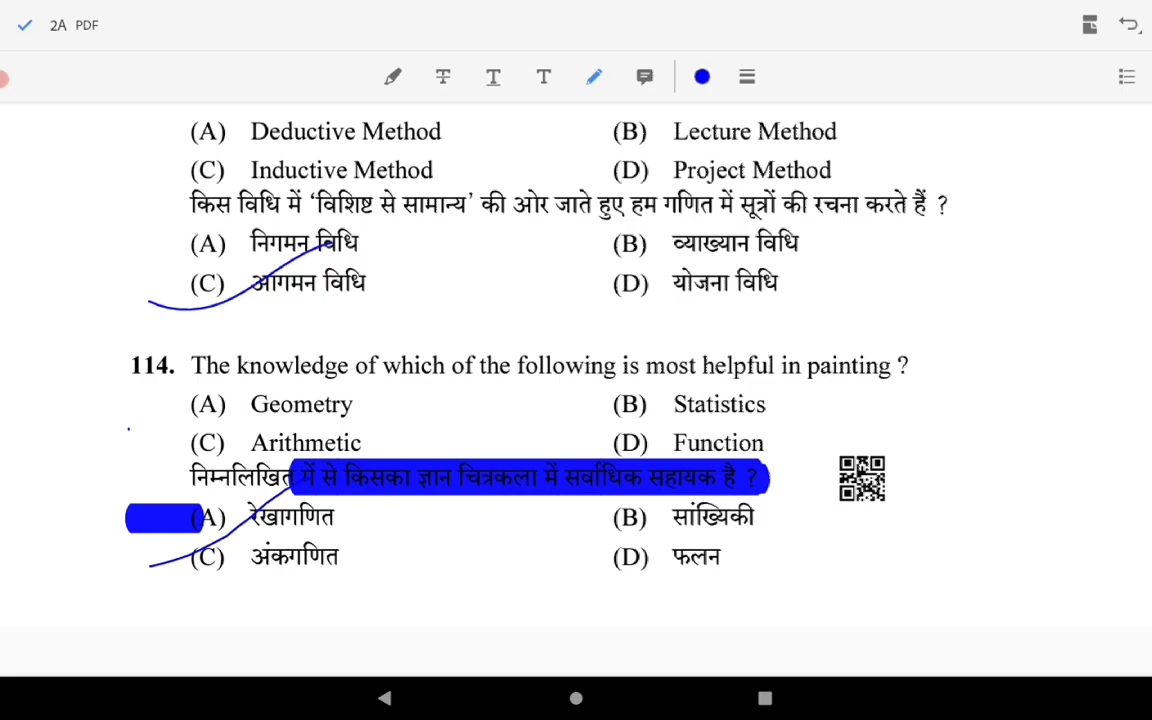 2A PDF
(A) Deductive Method (B) Lecture Method
(C) Inductive Method (D) Project Method
किस विधि में ‘विशिष्ट से सामान्य’ की ओर जाते हुए हम गणित में सूत्रों की रचना करते हैं ?
(A) निगमन विधि (B) व्याख्यान विधि
(C) आगमन विधि (D) योजना विधि
114. The knowledge of which of the following is most helpful in painting ?
(A) Geometry (B) Statistics
(C) Arithmetic (D) Function
निम्नलिखित में से किसका ज्ञान चित्रकला में सर्वाधिक सहायक है ?
(A) रेखागणित (B) सांख्यिकी
(C) अंकगणित (D) फलन